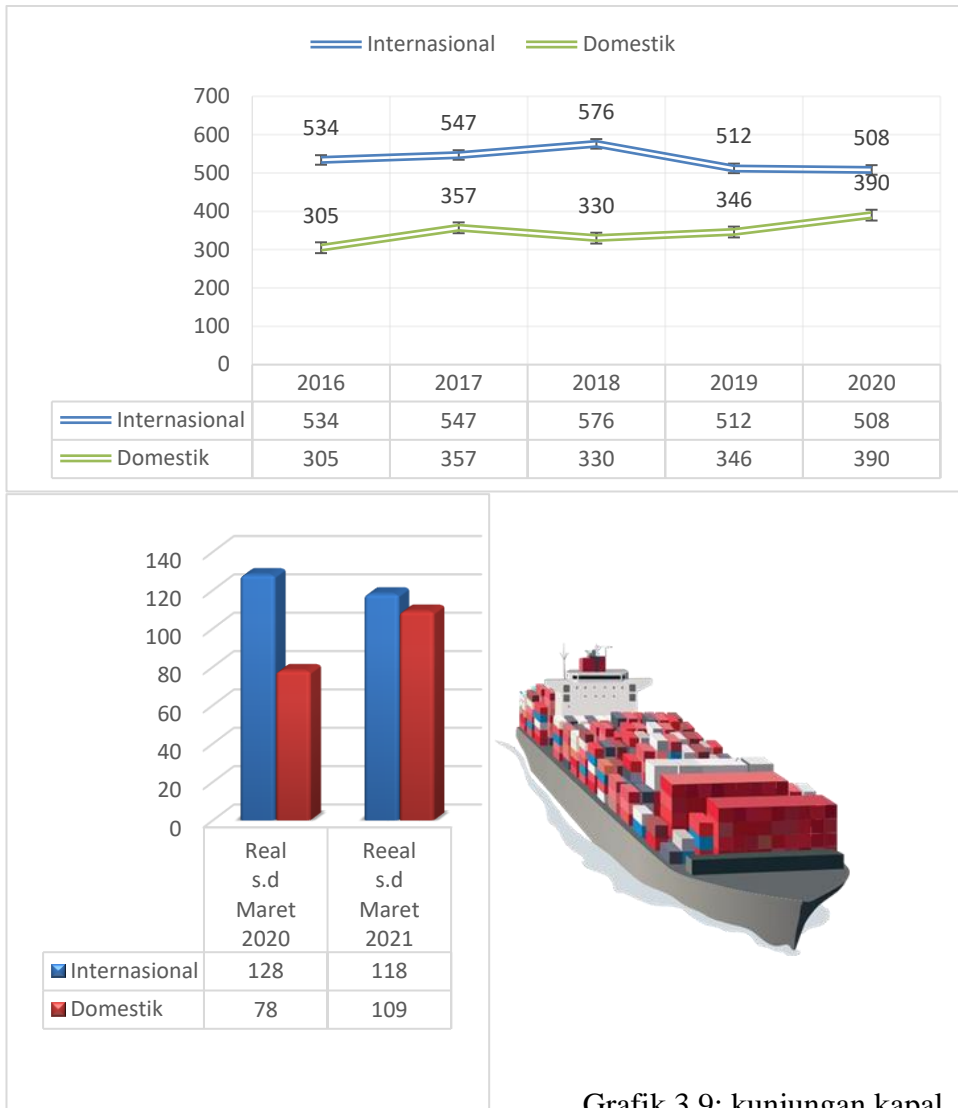 Internasional Domestik
700
600
500
400
300
200
100
0
534 547 576 512 508
305 357 330 346 390
2016 2017 2018 2019 2020
Internasional 534 547 576 512 508
Domestik 305 357 330 346 390
140
120
100
80
60
40
20
0
Real s.d Maret 2020
Reeal s.d Maret 2021
Internasional 128 118
Domestik 78 109
Grafik 3.9: kunjungan kapal